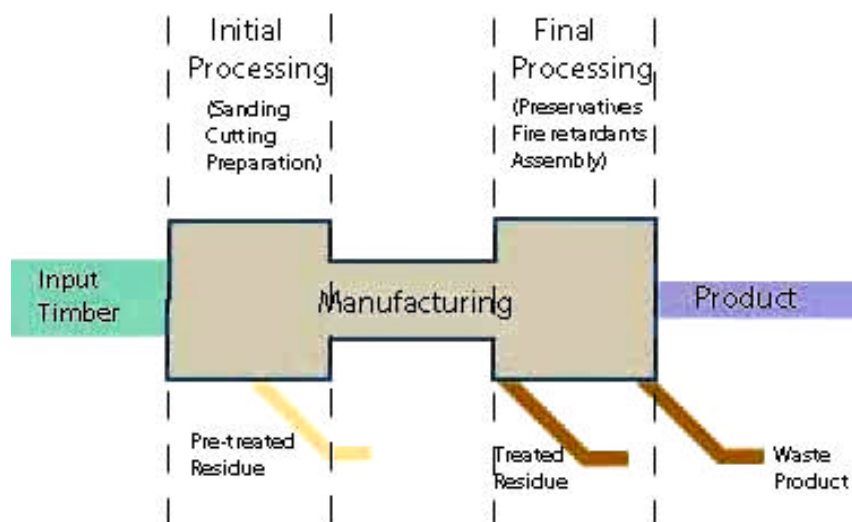 Initial
Processing
(Sanding
Cutting
Preparation)
Final
Processing
(Preservatives
Fire retardants
Assembly)
Input
Timber
Manufacturing
Product
Pre-treated
Residue
Treated
Residue
Waste
Product